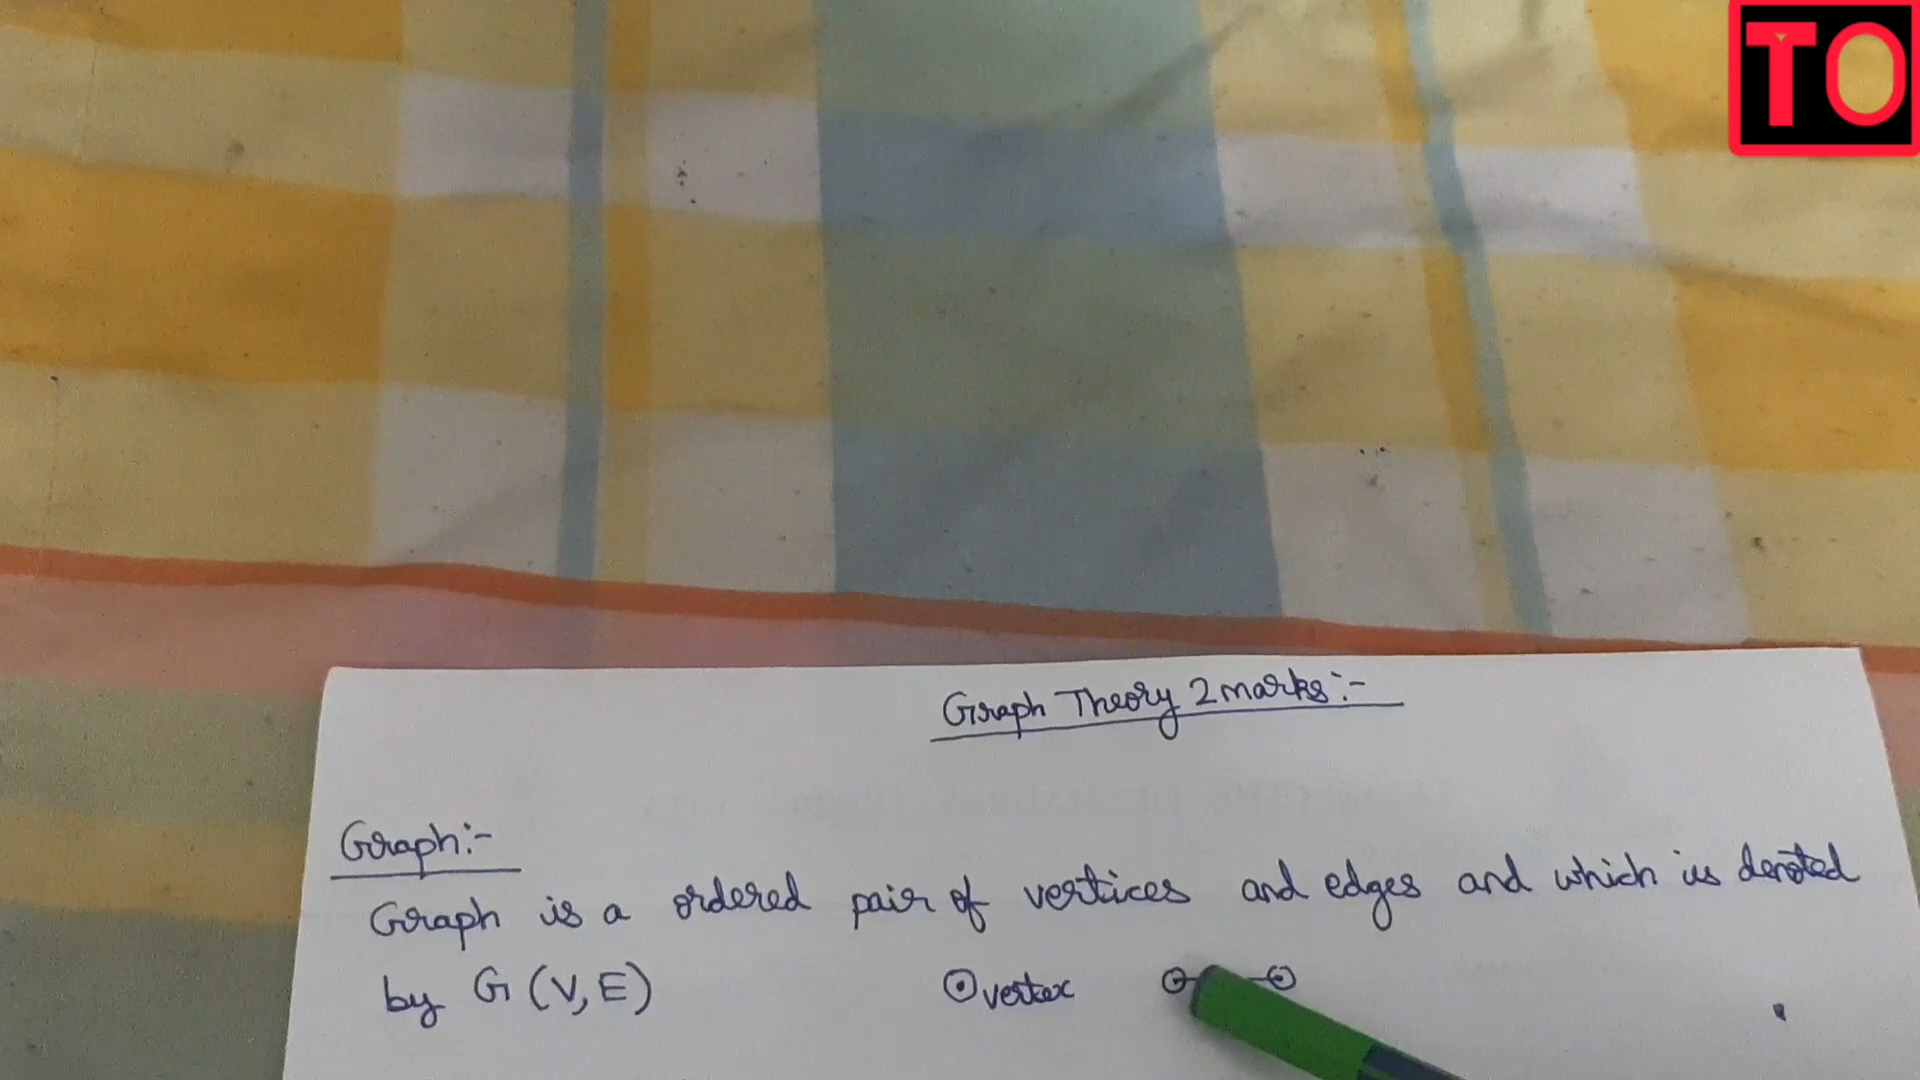 TO
Graph Theory 2 marks:-
Graph:-
Graph is a ordered pair of vertices and edges and which is denoted
by G (V, E) vertex